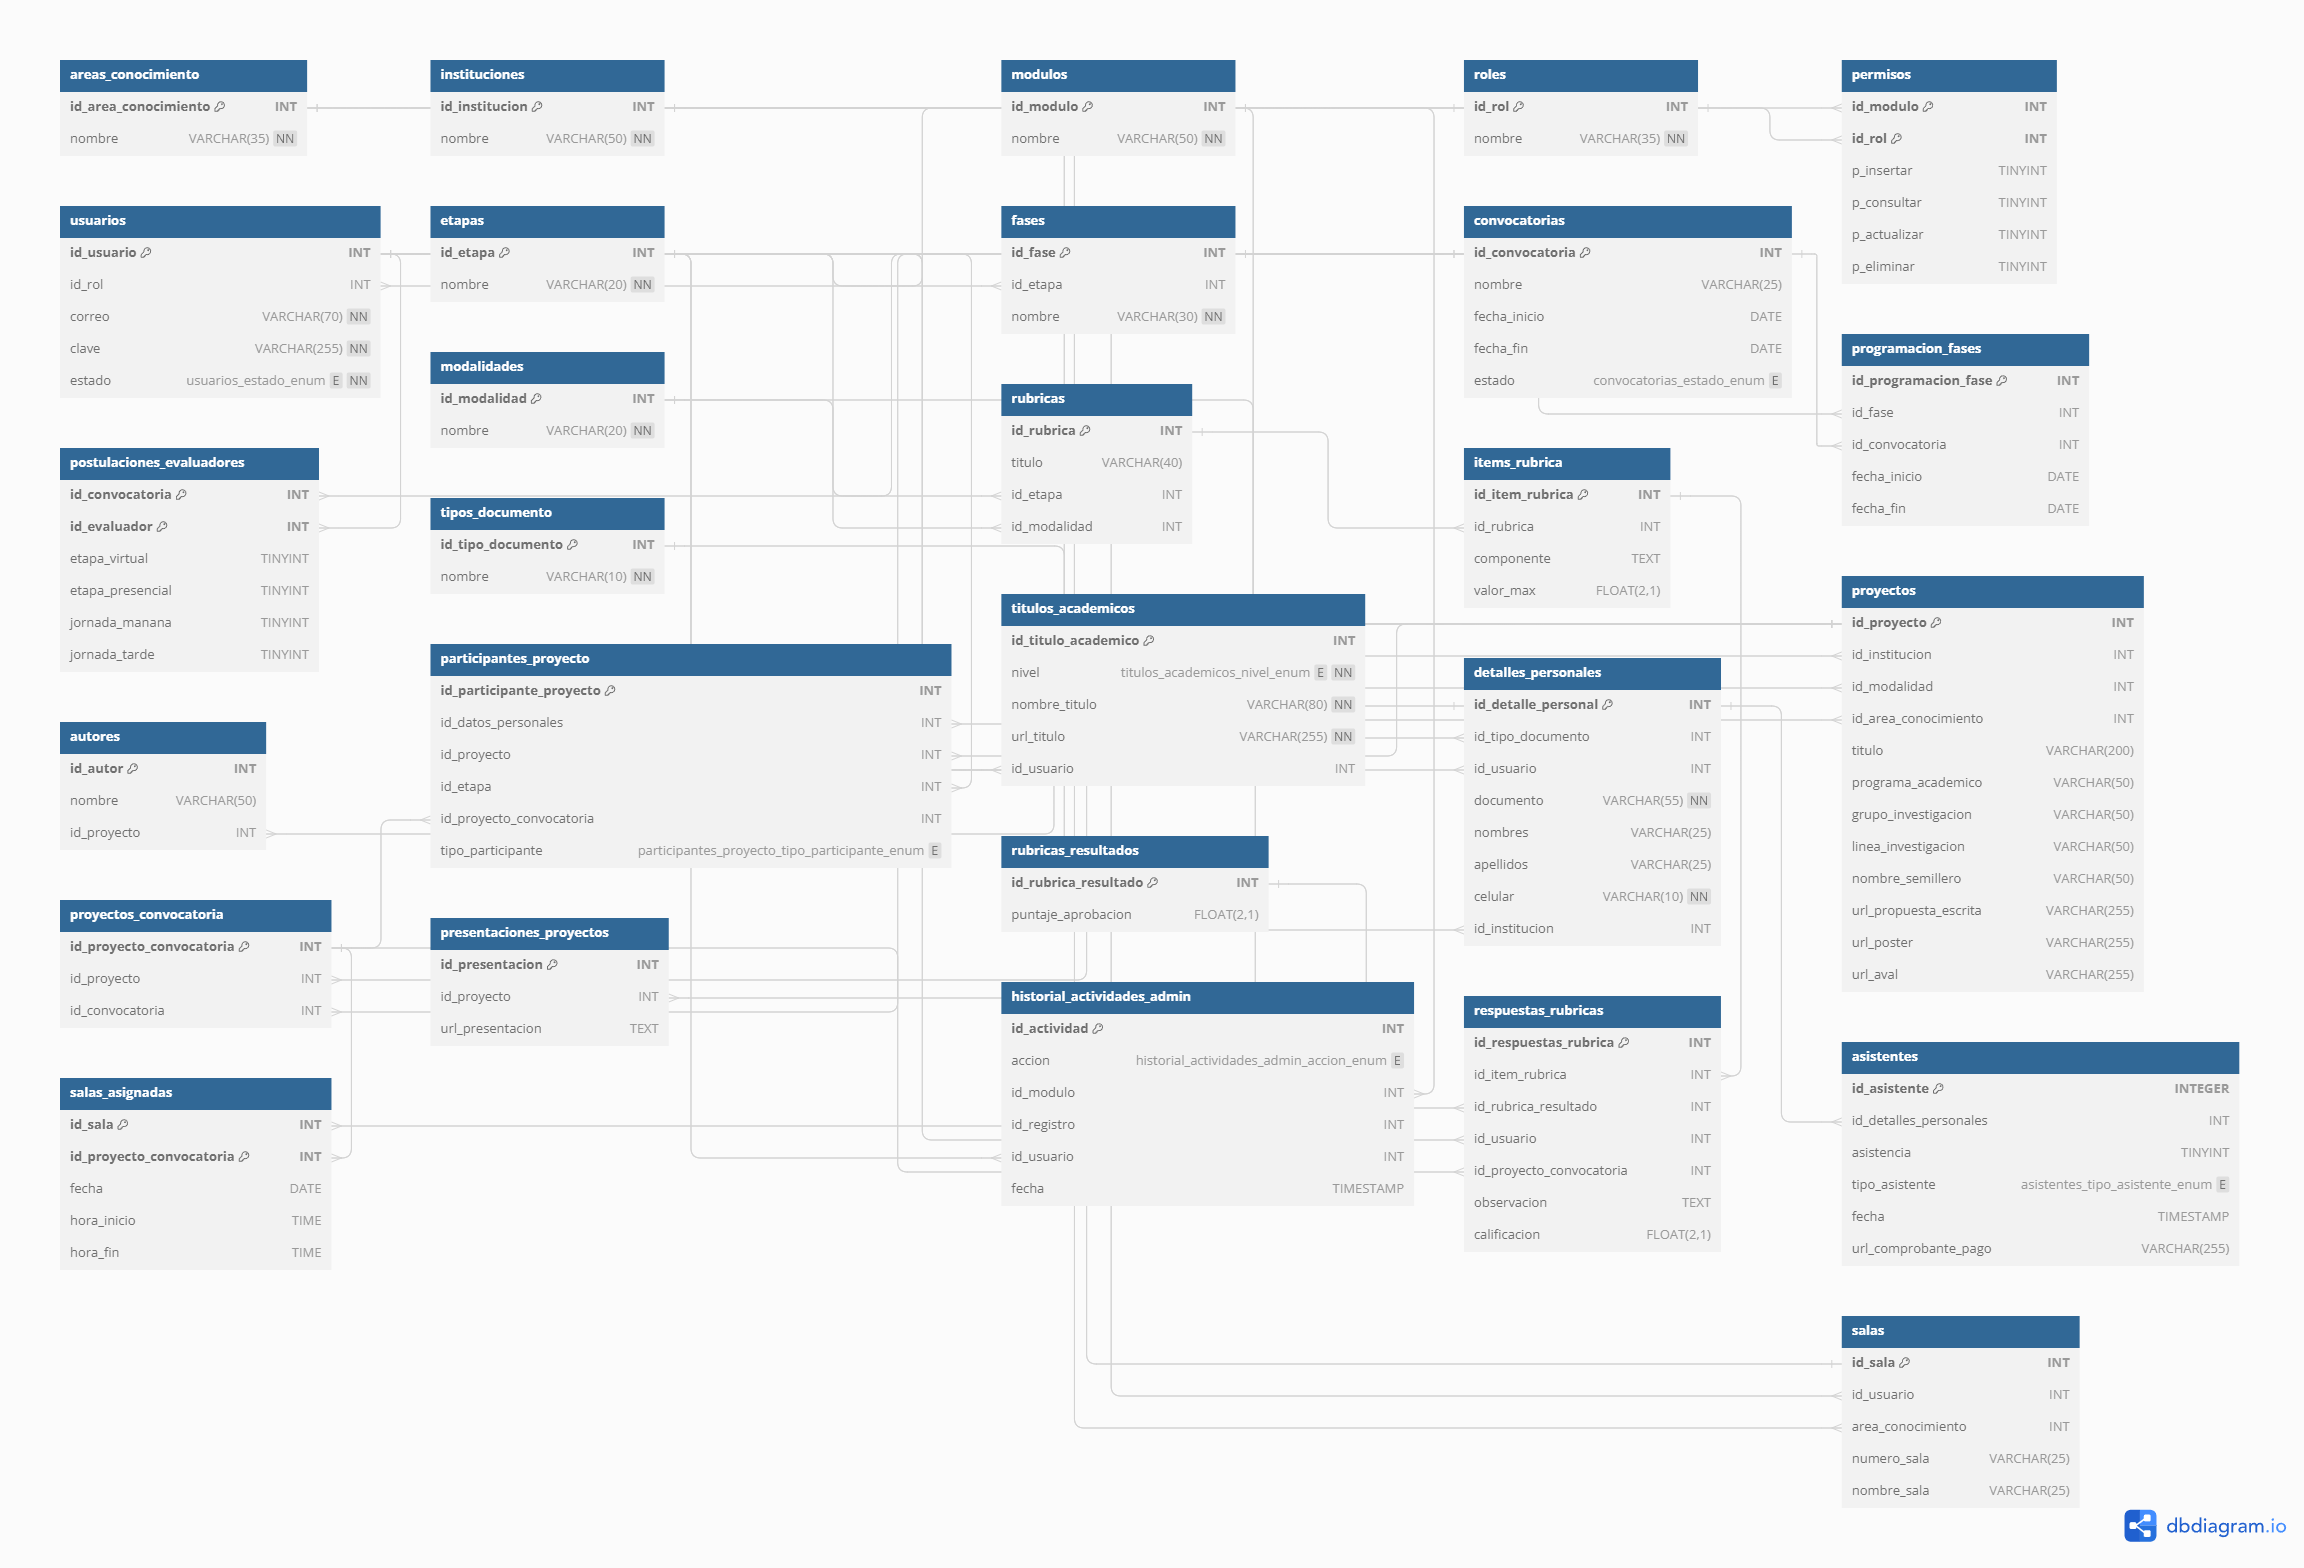 areas_conocimiento
id_area_conocimiento INT
nombre VARCHAR(35) NN
instituciones
id_institucion INT
nombre VARCHAR(50) NN
modulos
id_modulo INT
nombre VARCHAR(50) NN
roles
id_rol INT
nombre VARCHAR(35) NN
permisos
id_modulo INT
id_rol INT
p_insertar TINYINT
p_consultar TINYINT
p_actualizar TINYINT
p_eliminar TINYINT
usuarios
id_usuario INT
id_rol INT
correo VARCHAR(70) NN
clave VARCHAR(255) NN
estado usuarios_estado_enum E NN
etapas
id_etapa INT
nombre VARCHAR(20) NN
fases
id_fase INT
id_etapa INT
nombre VARCHAR(30) NN
convocatorias
id_convocatoria INT
nombre VARCHAR(25)
fecha_inicio DATE
fecha_fin DATE
estado convocatorias_estado_enum E
programacion_fases
id_programacion_fase INT
id_fase INT
id_convocatoria INT
fecha_inicio DATE
fecha_fin DATE
modalidades
id_modalidad INT
nombre VARCHAR(20) NN
rubricas
id_rubrica INT
titulo VARCHAR(40)
id_etapa INT
id_modalidad INT
items_rubrica
id_item_rubrica INT
id_rubrica INT
componente TEXT
valor_max FLOAT(2,1)
postulaciones_evaluadores
id_convocatoria INT
id_evaluador INT
etapa_virtual TINYINT
etapa_presencial TINYINT
jornada_manana TINYINT
jornada_tarde TINYINT
tipos_documento
id_tipo_documento INT
nombre VARCHAR(10) NN
titulos_academicos
id_titulo_academico INT
nivel titulos_academicos_nivel_enum E NN
nombre_titulo VARCHAR(80) NN
url_titulo VARCHAR(255) NN
id_usuario INT
proyectos
id_proyecto INT
id_institucion INT
id_modalidad INT
id_area_conocimiento INT
titulo VARCHAR(200)
programa_academico VARCHAR(50)
grupo_investigacion VARCHAR(50)
linea_investigacion VARCHAR(50)
nombre_semillero VARCHAR(50)
url_propuesta_escrita VARCHAR(255)
url_poster VARCHAR(255)
url_aval VARCHAR(255)
participantes_proyecto
id_participante_proyecto INT
id_datos_personales INT
id_proyecto INT
id_etapa INT
id_proyecto_convocatoria INT
tipo_participante participantes_proyecto_tipo_participante_enum E
detalles_personales
id_detalle_personal INT
id_tipo_documento INT
id_usuario INT
documento VARCHAR(55) NN
nombres VARCHAR(25)
apellidos VARCHAR(25)
celular VARCHAR(10) NN
id_institucion INT
autores
id_autor INT
nombre VARCHAR(50)
id_proyecto INT
rubricas_resultados
id_rubrica_resultado INT
puntaje_aprobacion FLOAT(2,1)
proyectos_convocatoria
id_proyecto_convocatoria INT
id_proyecto INT
id_convocatoria INT
presentaciones_proyectos
id_presentacion INT
id_proyecto INT
url_presentacion TEXT
historial_actividades_admin
id_actividad INT
accion historial_actividades_admin_accion_enum E
id_modulo INT
id_registro INT
id_usuario INT
fecha TIMESTAMP
respuestas_rubricas
id_respuestas_rubrica INT
id_item_rubrica INT
id_rubrica_resultado INT
id_usuario INT
id_proyecto_convocatoria INT
observacion TEXT
calificacion FLOAT(2,1)
asistentes
id_asistente INTEGER
id_detalles_personales INT
asistencia TINYINT
tipo_asistente asistentes_tipo_asistente_enum E
fecha TIMESTAMP
url_comprobante_pago VARCHAR(255)
salas_asignadas
id_sala INT
id_proyecto_convocatoria INT
fecha DATE
hora_inicio TIME
hora_fin TIME
salas
id_sala INT
id_usuario INT
area_conocimiento INT
numero_sala VARCHAR(25)
nombre_sala VARCHAR(25)
dbdiagram.io